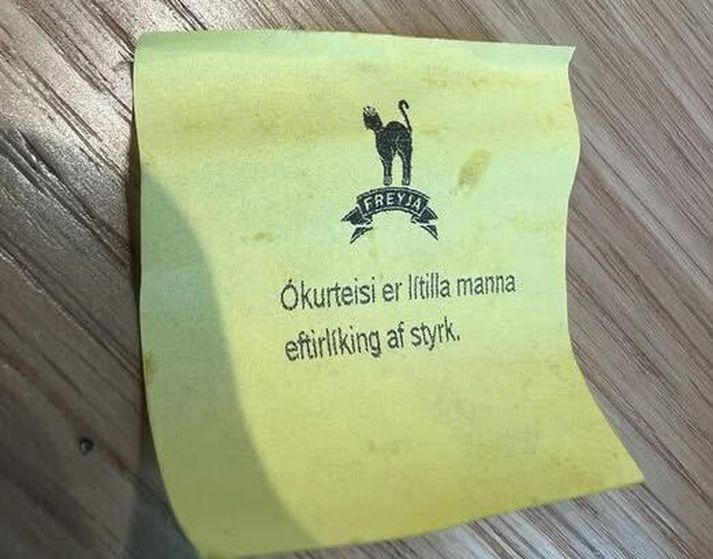 FREYJA
Ókurteisi er lítilla manna
eftirlíking af styrk.